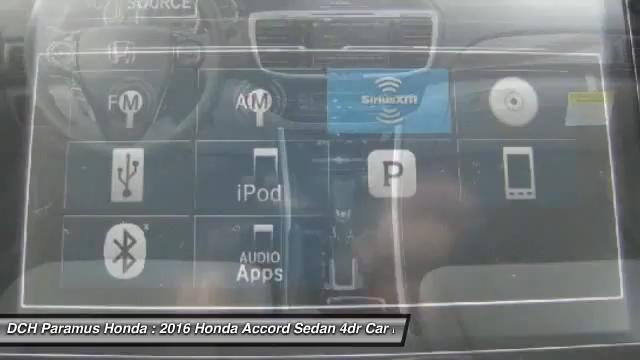 SOURCE
FM
AM
SiriusXM
iPod
P
AUDIO
Apps
DCH Paramus Honda : 2016 Honda Accord Sedan 4dr Car